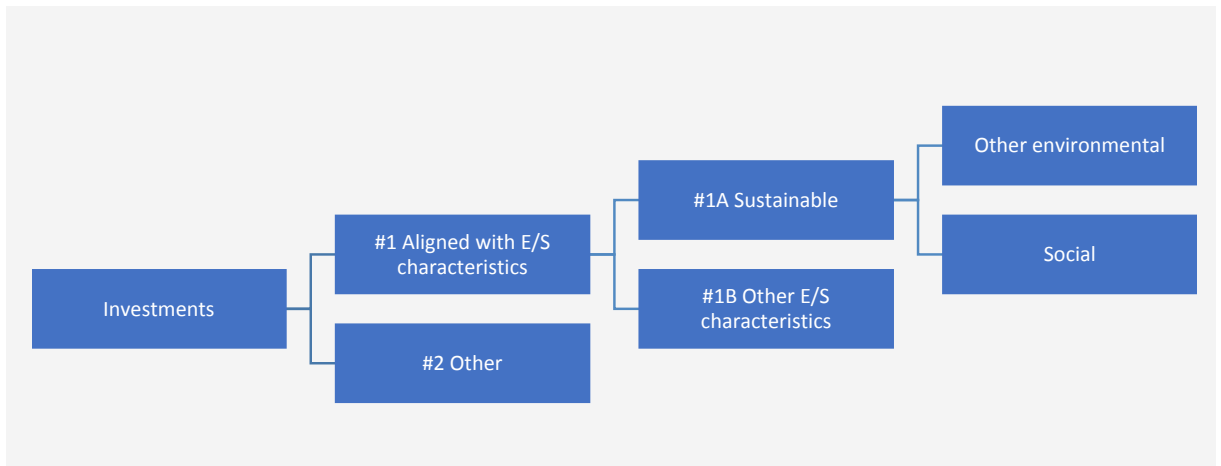 Investments
#1 Aligned with E/S
characteristics
#2 Other
#1A Sustainable
#1B Other E/S
characteristics
Other environmental
Social